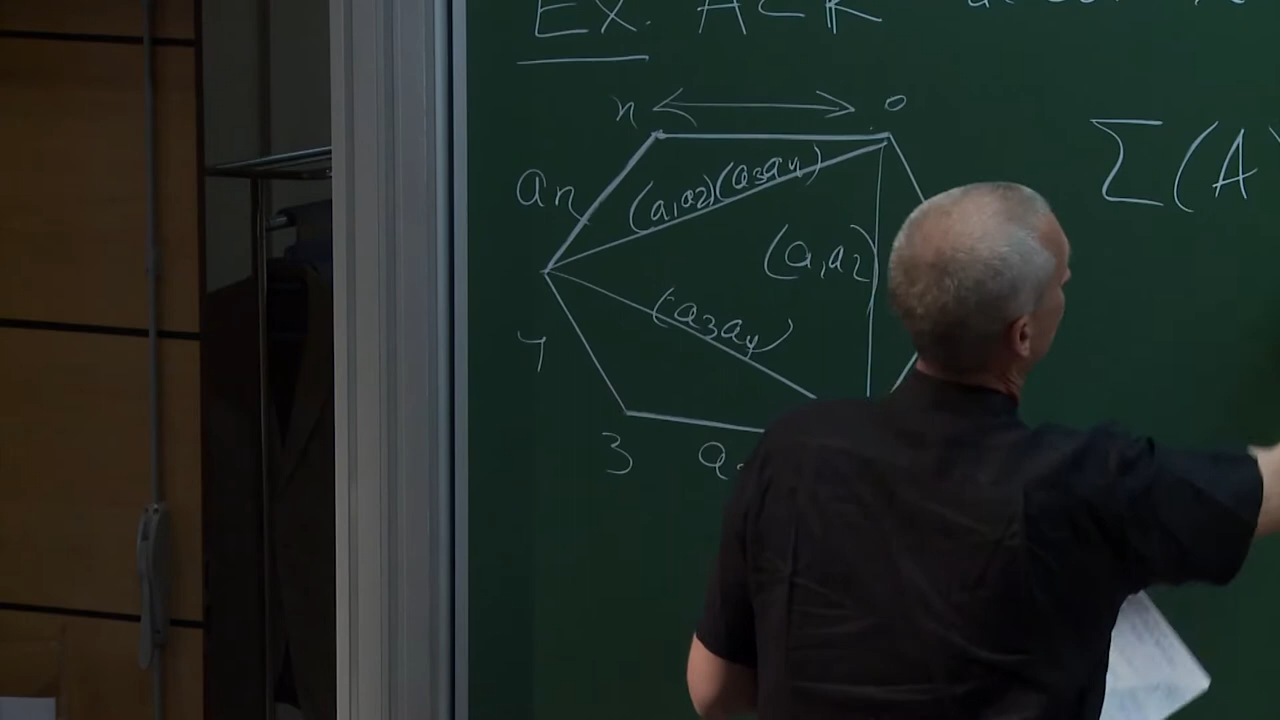 EX. A
n ⟷ 0
Σ(A)
an
(a1a2)(a3a4)
(a1a2)
(a3a4)
4
3 a